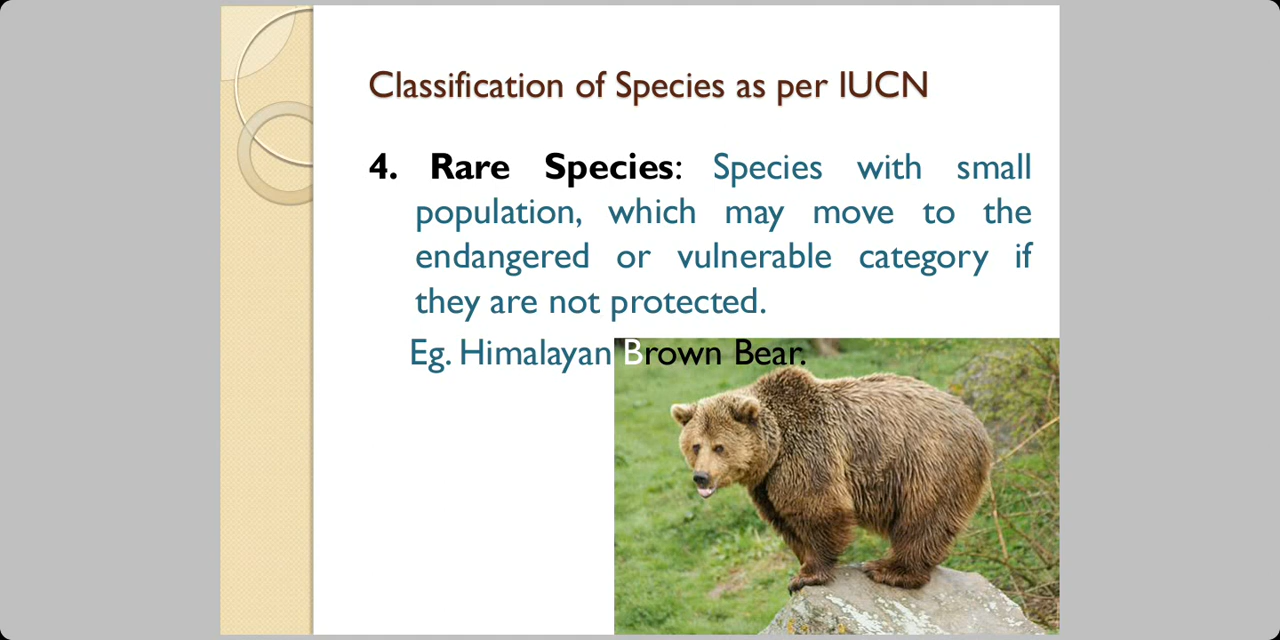 Classification of Species as per IUCN
4. Rare Species: Species with small
population, which may move to the
endangered or vulnerable category if
they are not protected.
Eg. Himalayan Brown Bear.